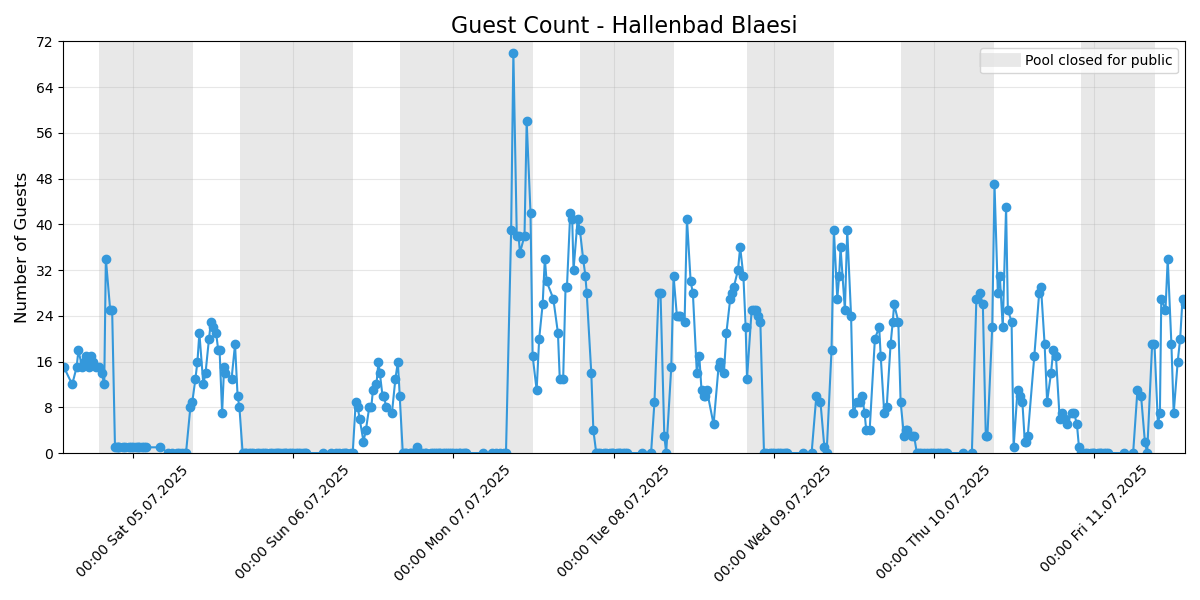 Guest Count - Hallenbad Blaesi
Pool closed for public
Number of Guests
72
64
56
48
40
32
24
16
8
0
00:00 Sat 05.07.2025
00:00 Sun 06.07.2025
00:00 Mon 07.07.2025
00:00 Tue 08.07.2025
00:00 Wed 09.07.2025
00:00 Thu 10.07.2025
00:00 Fri 11.07.2025